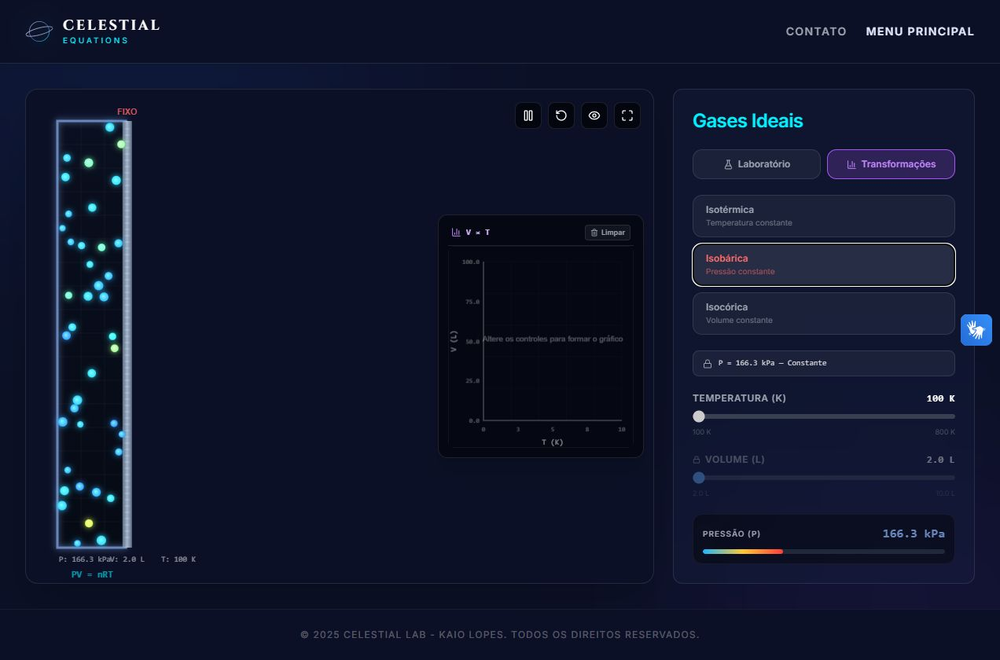 CELESTIAL
EQUATIONS
CONTATO
MENU PRINCIPAL
FIXO
P: 166.3 kPa
V: 2.0 L
T: 100 K
PV = nRT
V × T
Limpar
100.0
75.0
50.0
25.0
0.0
V (L)
Altere os controles para formar o gráfico
0 3 5 8 10
T (K)
Gases Ideais
Laboratório
Transformações
Isotérmica
Temperatura constante
Isobárica
Pressão constante
Isocórica
Volume constante
P = 166.3 kPa — Constante
TEMPERATURA (K) 100 K
100 K 800 K
VOLUME (L) 2.0 L
2.0 L 10.0 L
PRESSÃO (P) 166.3 kPa
© 2025 CELESTIAL LAB - KAIO LOPES. TODOS OS DIREITOS RESERVADOS.